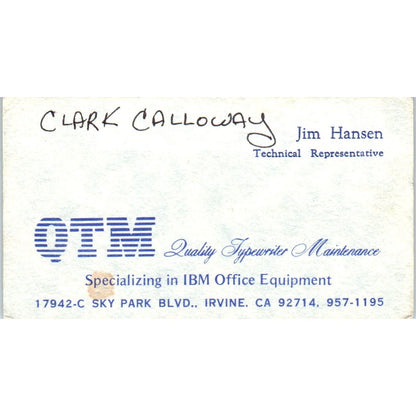 CLARK CALLOWAY
Jim Hansen
Technical Representative
QTM Quality Typewriter Maintenance
Specializing in IBM Office Equipment
17942-C SKY PARK BLVD., IRVINE, CA 92714, 957-1195